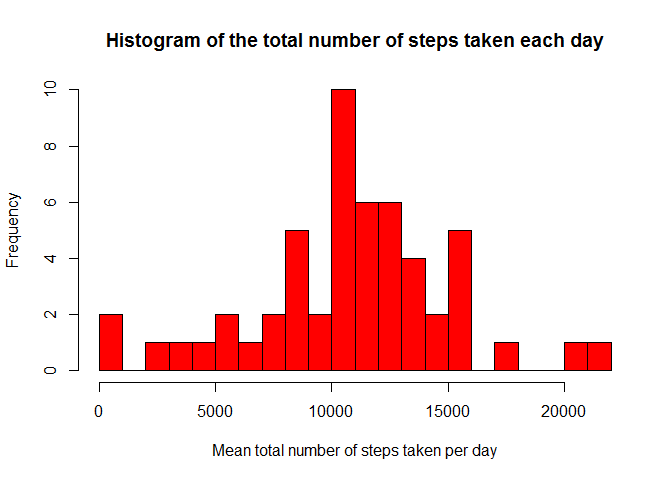 Histogram of the total number of steps taken each day
10
8
6
4
2
0
Frequency
0 5000 10000 15000 20000
Mean total number of steps taken per day